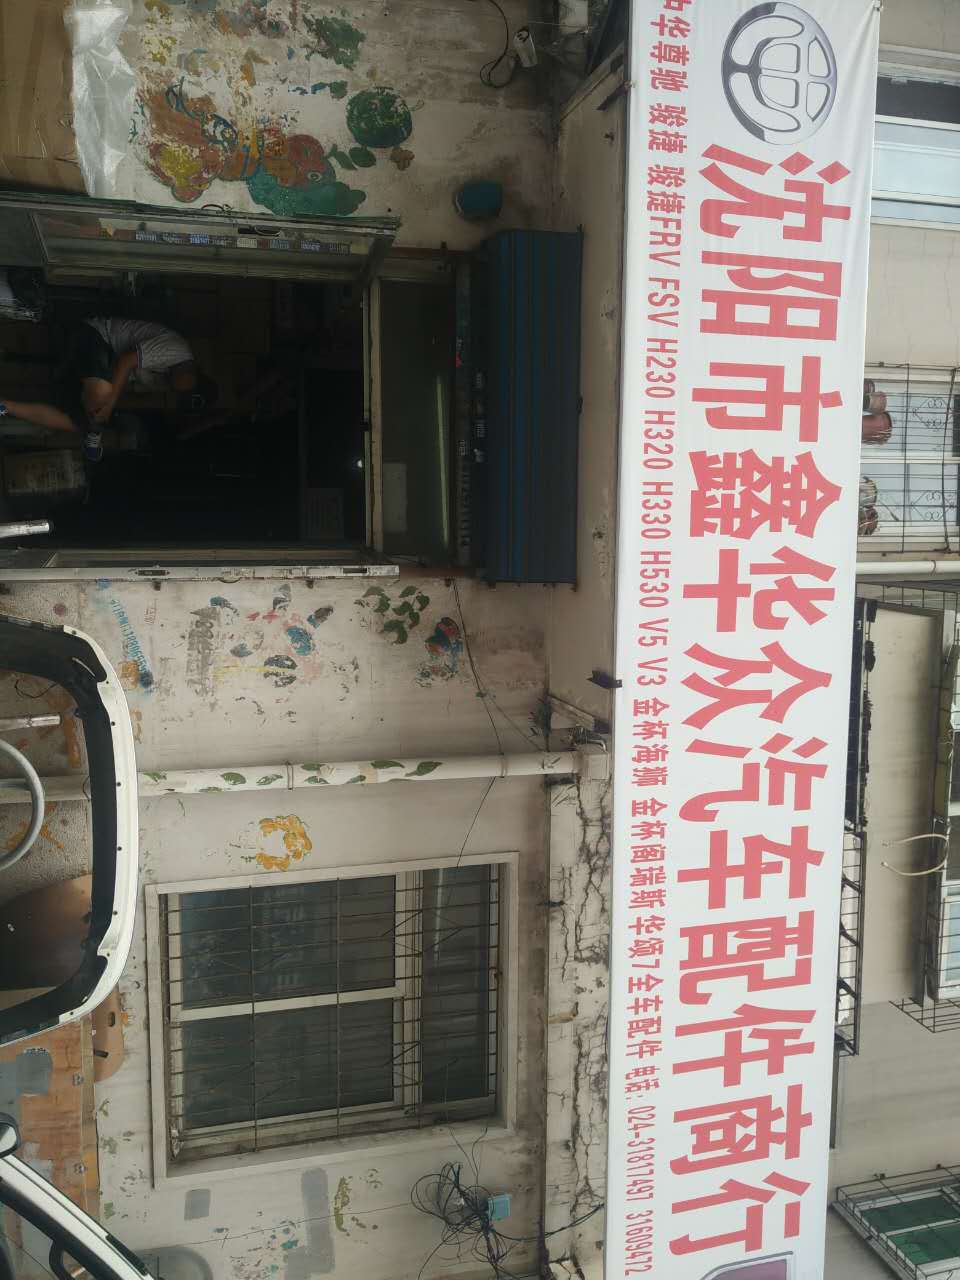 沈阳市鑫华众汽车配件商行
中华尊驰 骏捷 骏捷FRV FSV H230 H320 H330 H530 V5 V3 金杯海狮 金杯阁瑞斯 华颂7全车配件 电话: 024-31817497 31609472